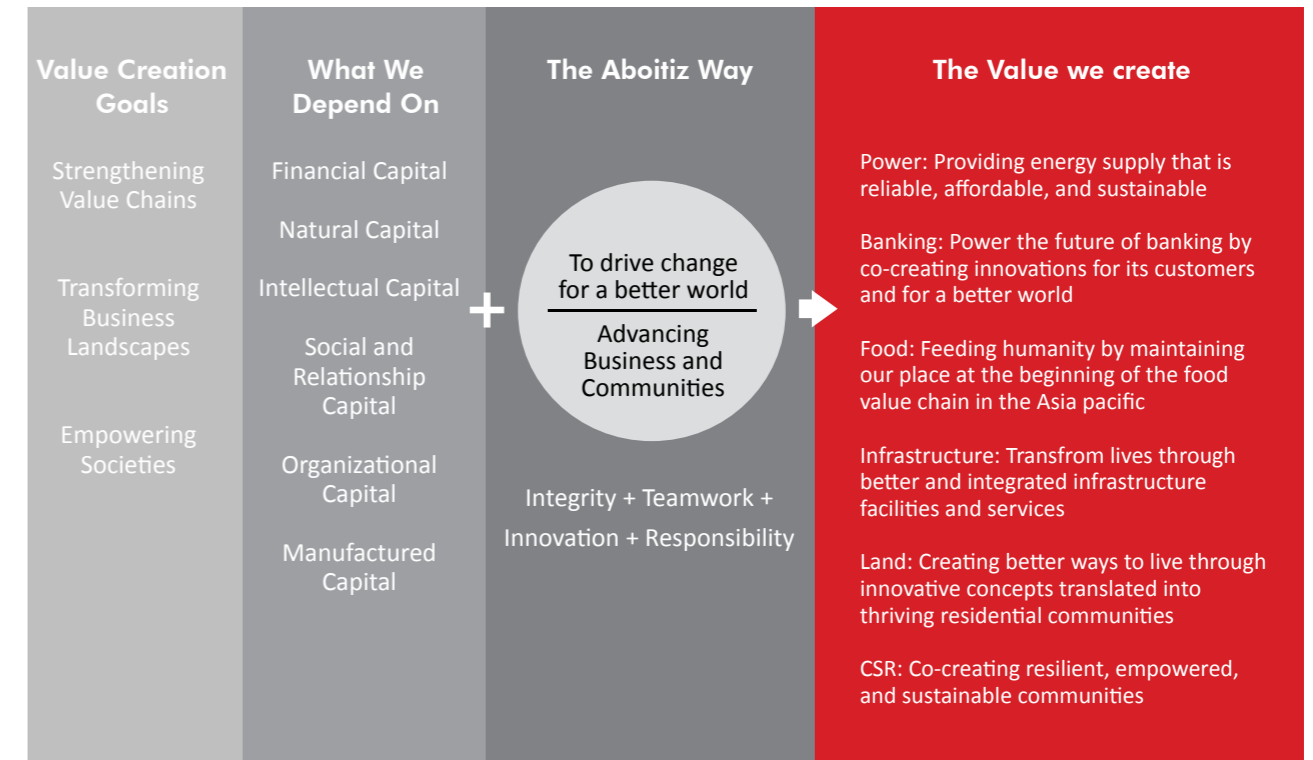 Value Creation
Goals
Strengthening
Value Chains
Transforming
Business
Landscapes
Empowering
Societies
What We
Depend On
Financial Capital
Natural Capital
Intellectual Capital
Social and
Relationship
Capital
Organizational
Capital
Manufactured
Capital
+
The Aboitiz Way
To drive change
for a better world
Advancing
Business and
Communities
Integrity + Teamwork +
Innovation + Responsibility
The Value we create
Power: Providing energy supply that is
reliable, affordable, and sustainable
Banking: Power the future of banking by
co-creating innovations for its customers
and for a better world
Food: Feeding humanity by maintaining
our place at the beginning of the food
value chain in the Asia pacific
Infrastructure: Transfrom lives through
better and integrated infrastructure
facilities and services
Land: Creating better ways to live through
innovative concepts translated into
thriving residential communities
CSR: Co-creating resilient, empowered,
and sustainable communities